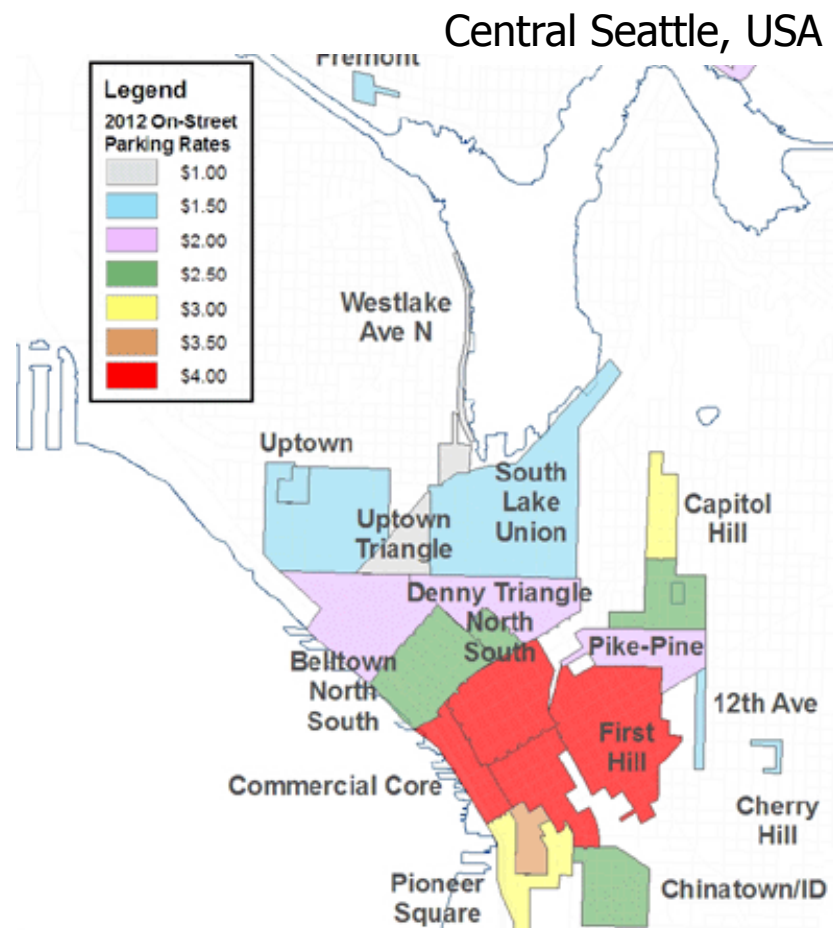 Central Seattle, USA
Fremont
Legend
2012 On-Street
Parking Rates
$1.00
$1.50
$2.00
$2.50
$3.00
$3.50
$4.00
Westlake
Ave N
Uptown
South
Lake
Union
Uptown
Triangle
Capitol
Hill
Denny Triangle
North
South
Pike-Pine
Belltown
North
South
12th Ave
First
Hill
Commercial Core
Cherry
Hill
Pioneer
Square
Chinatown/ID